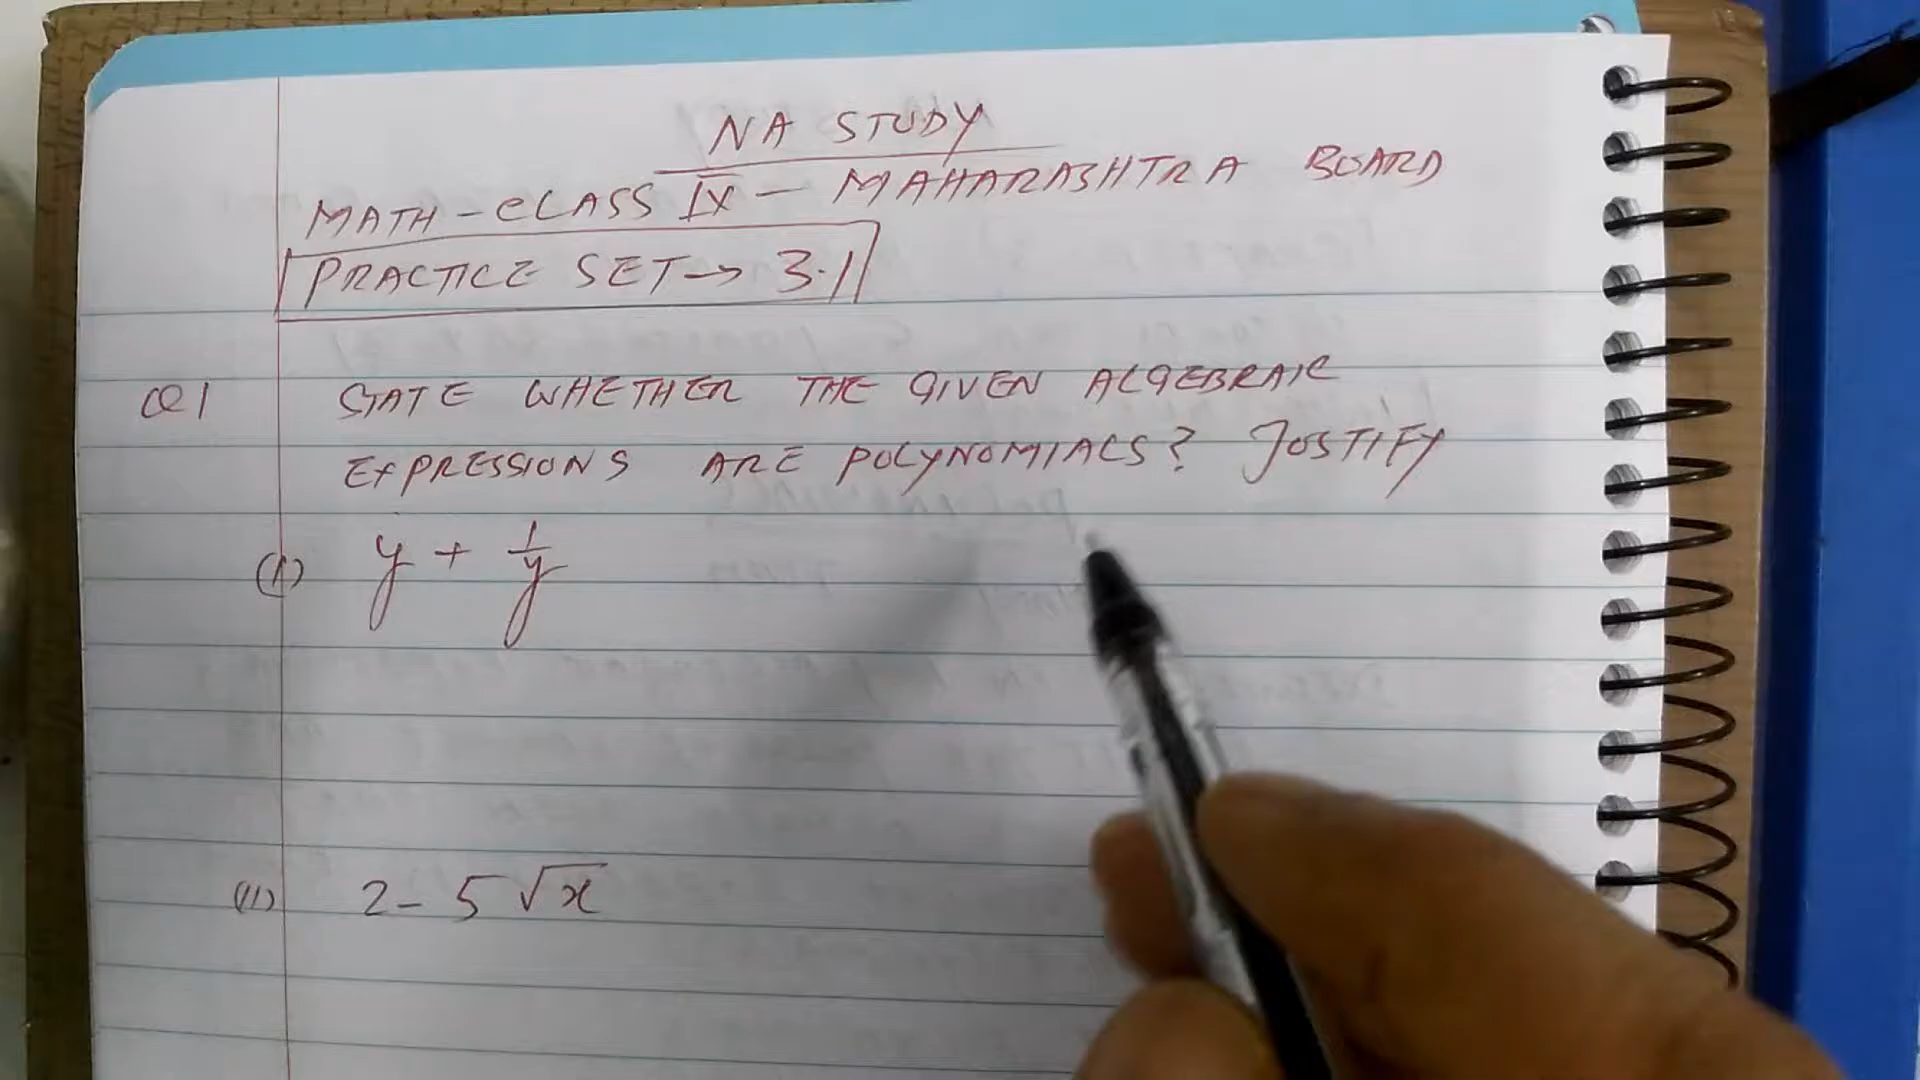 NA STUDY
MATH - CLASS IX - MAHARASHTRA BOARD
PRACTICE SET → 3.1
Q1 STATE WHETHER THE GIVEN ALGEBRAIC
EXPRESSIONS ARE POLYNOMIALS? JUSTIFY
(i) y + 1/y
(ii) 2 - 5 √x